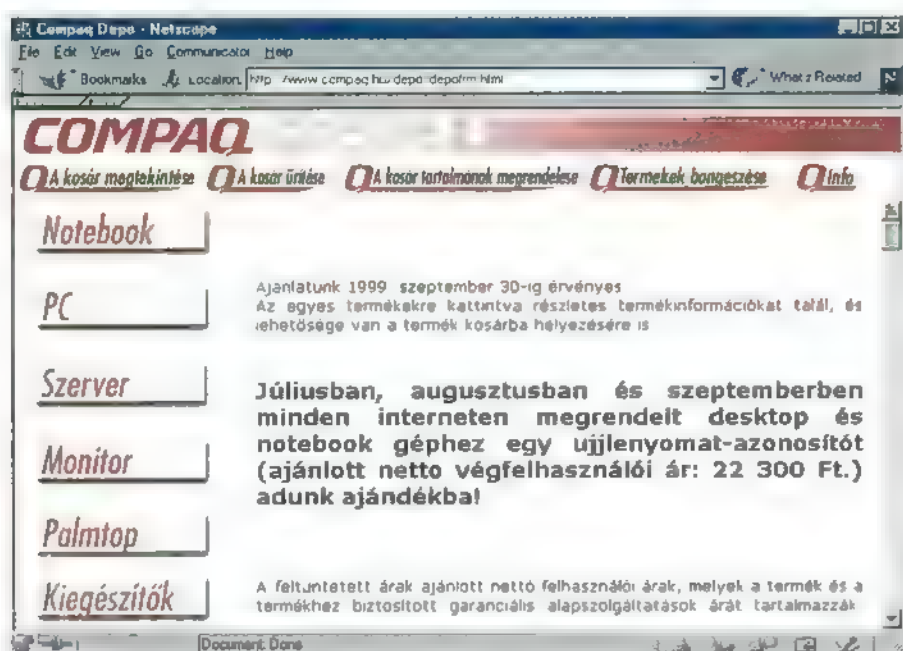 Compaq Depo - Netscape
File Edit View Go Communicator Help
Bookmarks Location: http://www.compaq.hu/depo/depofrm.html What's Related
COMPAQ
A kosár megtekintése A kosár ürítése A kosár tartalmának megrendelése Termékek böngészése Info
Notebook
PC
Szerver
Monitor
Palmtop
Kiegészítők
Ajánlatunk 1999 szeptember 30-ig érvényes
Az egyes termékekre kattintva részletes termékinformációkat talál, és
lehetősége van a termék kosárba helyezésére is
Júliusban, augusztusban és szeptemberben
minden interneten megrendelt desktop és
notebook géphez egy ujjlenyomat-azonosítót
(ajánlott netto végfelhasználói ár: 22 300 Ft.)
adunk ajándékba!
A feltüntetett árak ajánlott nettó felhasználói árak, melyek a termék és a
termékhez biztosított garanciális alapszolgáltatások árát tartalmazzák
Document: Done